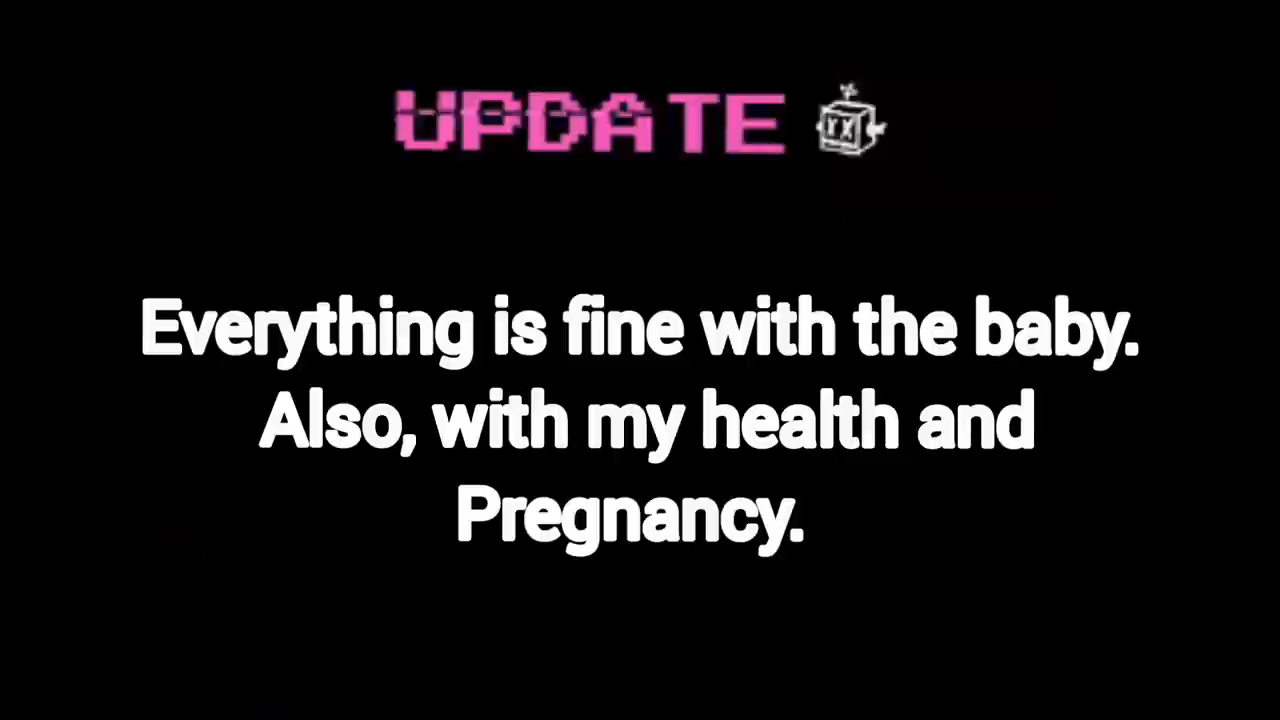 UPDATE
Everything is fine with the baby.
Also, with my health and
Pregnancy.